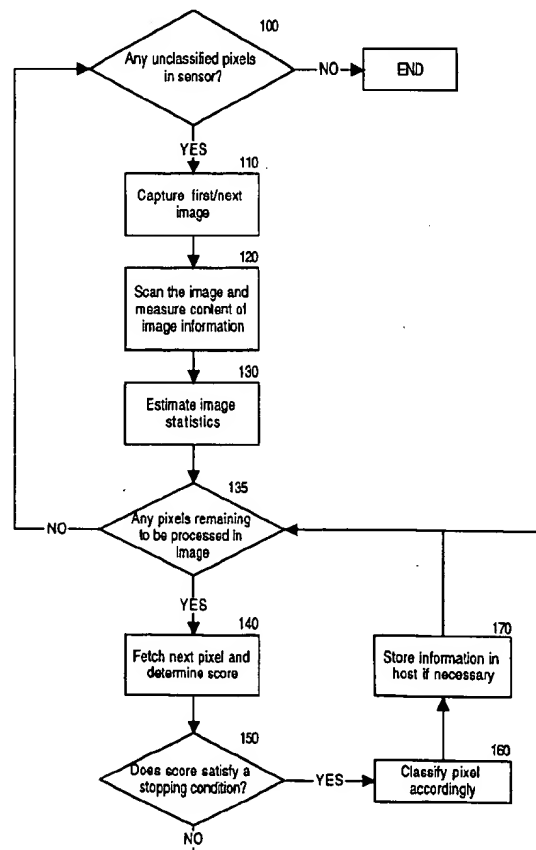 100
Any unclassified pixels
in sensor?
NO
END
YES
110
Capture first/next
image
120
Scan the image and
measure content of
image information
130
Estimate image
statistics
135
Any pixels remaining
to be processed in
image
NO
YES
140
Fetch next pixel and
determine score
170
Store information in
host if necessary
150
Does score satisfy a
stopping condition?
YES
160
Classify pixel
accordingly
NO